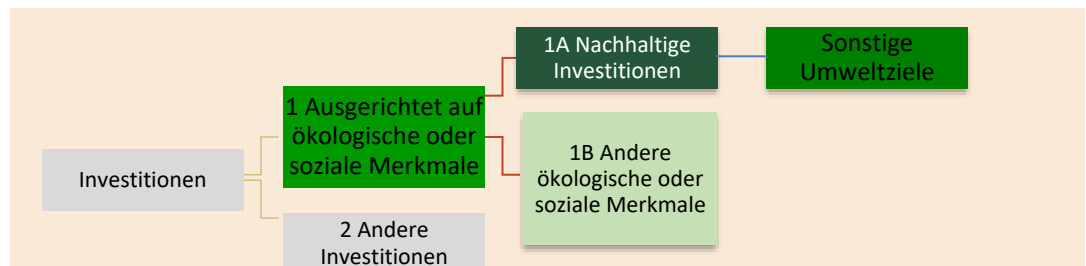 Investitionen
1 Ausgerichtet auf
ökologische oder
soziale Merkmale
2 Andere
Investitionen
1A Nachhaltige
Investitionen
1B Andere
ökologische oder
soziale Merkmale
Sonstige
Umweltziele